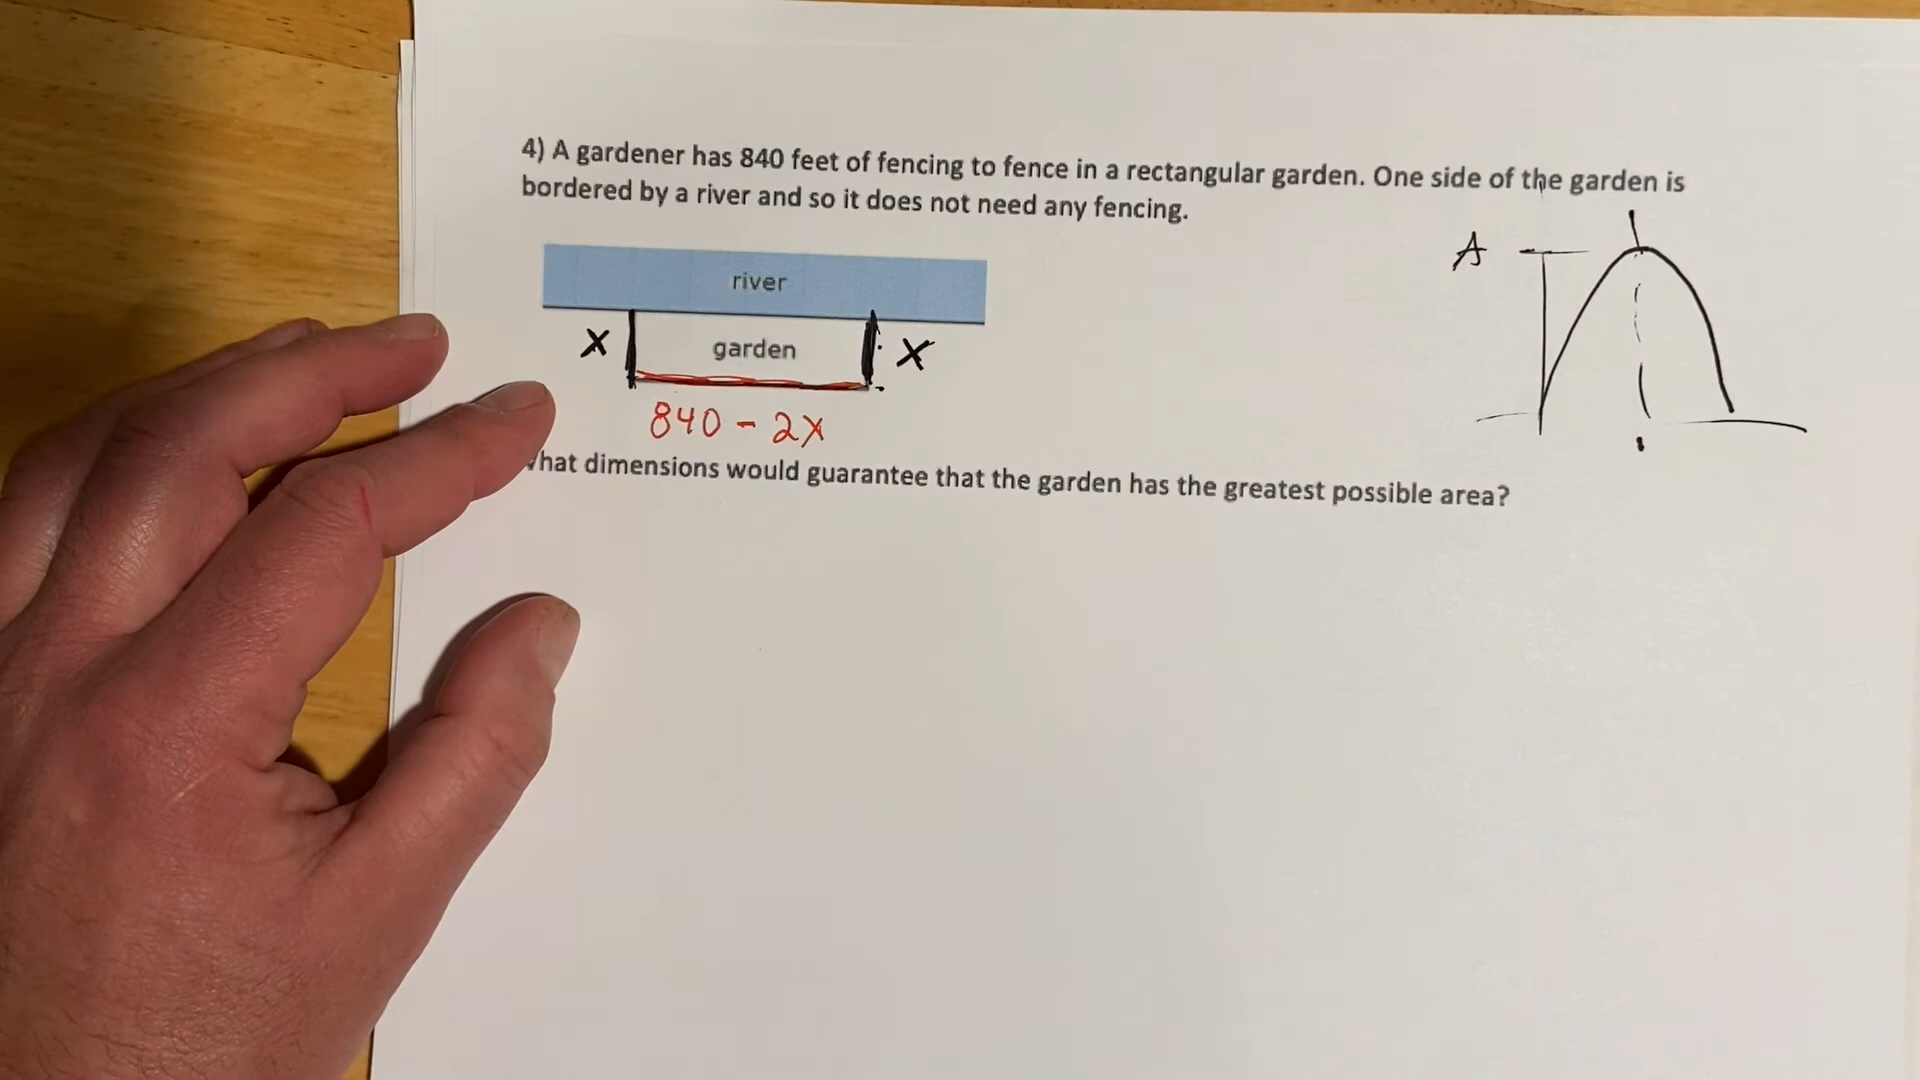 4) A gardener has 840 feet of fencing to fence in a rectangular garden. One side of the garden is
bordered by a river and so it does not need any fencing.
A
river
X garden X
840 - 2X
hat dimensions would guarantee that the garden has the greatest possible area?